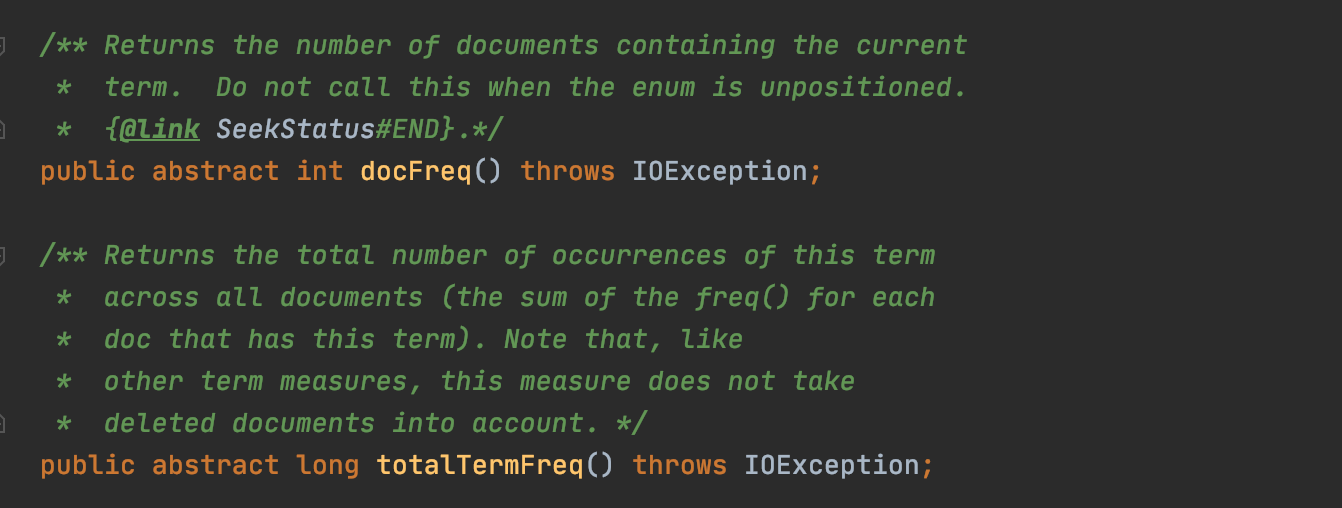 /** Returns the number of documents containing the current
 *  term.  Do not call this when the enum is unpositioned.
 *  {@link SeekStatus#END}.*/
public abstract int docFreq() throws IOException;
/** Returns the total number of occurrences of this term
 *  across all documents (the sum of the freq() for each
 *  doc that has this term). Note that, like
 *  other term measures, this measure does not take
 *  deleted documents into account. */
public abstract long totalTermFreq() throws IOException;